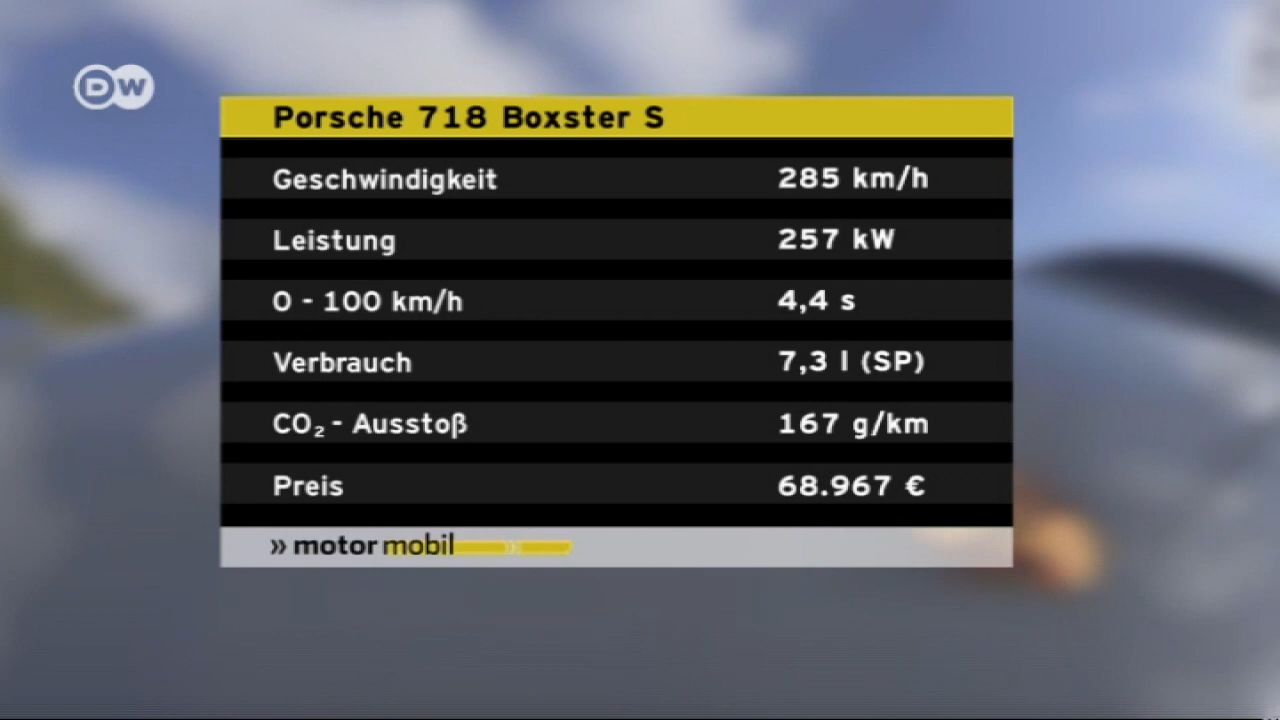 DW
Porsche 718 Boxster S
Geschwindigkeit 285 km/h
Leistung 257 kW
0 - 100 km/h 4,4 s
Verbrauch 7,3 l (SP)
CO₂ - Ausstoß 167 g/km
Preis 68.967 €
» motor mobil